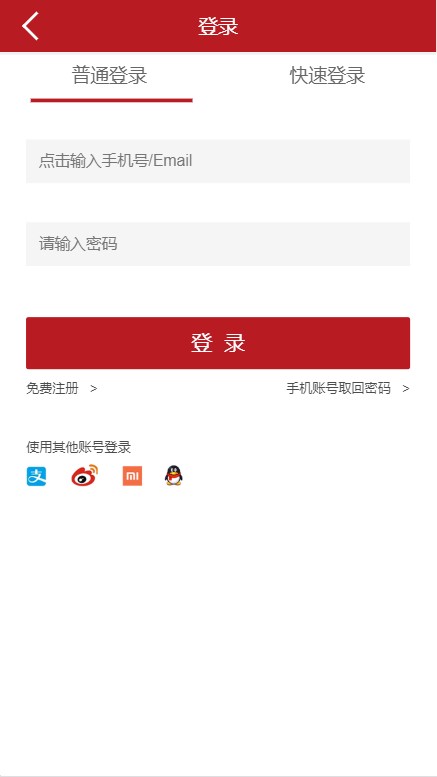 登录
普通登录 快速登录
点击输入手机号/Email
请输入密码
登 录
免费注册 > 手机账号取回密码 >
使用其他账号登录
支 mi